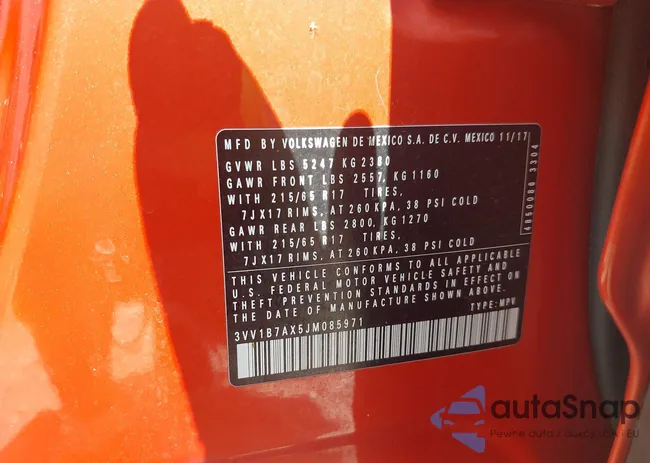 MFD BY VOLKSWAGEN DE MEXICO S.A. DE C.V. MEXICO 11/17
GVWR LBS 5247 KG 2380
GAWR FRONT LBS 2557, KG 1160
WITH 215/65 R17 TIRES,
7JX17 RIMS, AT 260 KPA, 38 PSI COLD
GAWR REAR LBS 2800, KG 1270
WITH 215/65 R17 TIRES,
7JX17 RIMS, AT 260 KPA, 38 PSI COLD
THIS VEHICLE CONFORMS TO ALL APPLICABLE
U.S. FEDERAL MOTOR VEHICLE SAFETY AND
THEFT PREVENTION STANDARDS IN EFFECT ON
THE DATE OF MANUFACTURE SHOWN ABOVE.
3VV1B7AX5JM085971 TYPE: MPV
3304
autoSnap
Pewne auta z aukcji
EU